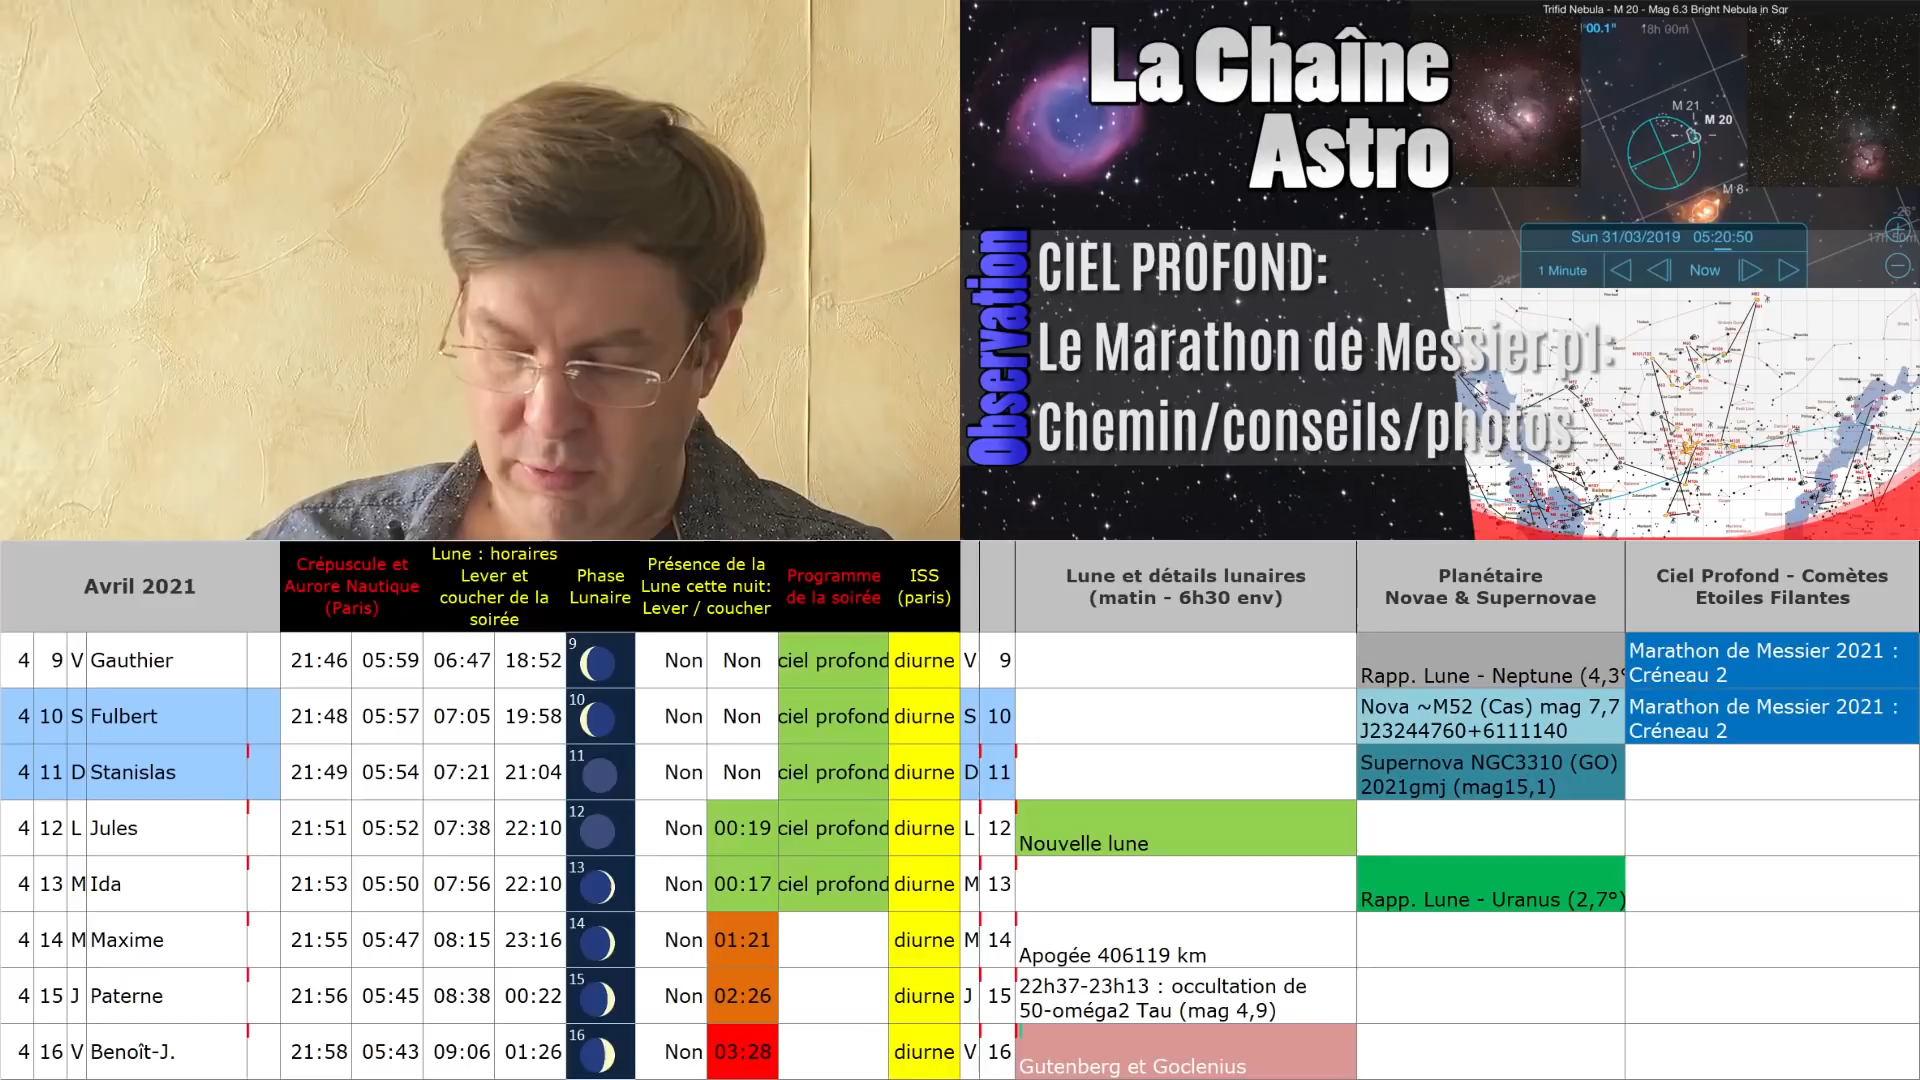 Trifid Nebula - M 20 - Mag 6.3 Bright Nebula in Sgr
00.1"
18h 00m
La Chaîne
Astro
M 21
M 20
M 8
-26°
Sun 31/03/2019 05:20:50
17h 50m
1 Minute
Now
-24°
Observation
CIEL PROFOND:
Le Marathon de Messier p1:
Chemin/conseils/photos
Avril 2021
Crépuscule et
Aurore Nautique
(Paris)
Lune : horaires
Lever et
coucher de la
soirée
Phase
Lunaire
Présence de la
Lune cette nuit:
Lever / coucher
Programme
de la soirée
ISS
(paris)
Lune et détails lunaires
(matin - 6h30 env)
Planétaire
Novae & Supernovae
Ciel Profond - Comètes
Etoiles Filantes
4 9 V Gauthier 21:46 05:59 06:47 18:52 9 Non Non ciel profond diurne V 9
Rapp. Lune - Neptune (4,3°
Marathon de Messier 2021 :
Créneau 2
4 10 S Fulbert 21:48 05:57 07:05 19:58 10 Non Non ciel profond diurne S 10
Nova ~M52 (Cas) mag 7,7
J23244760+6111140
Marathon de Messier 2021 :
Créneau 2
4 11 D Stanislas 21:49 05:54 07:21 21:04 11 Non Non ciel profond diurne D 11
Supernova NGC3310 (GO)
2021gmj (mag15,1)
4 12 L Jules 21:51 05:52 07:38 22:10 12 Non 00:19 ciel profond diurne L 12
Nouvelle lune
4 13 M Ida 21:53 05:50 07:56 22:10 13 Non 00:17 ciel profond diurne M 13
Rapp. Lune - Uranus (2,7°)
4 14 M Maxime 21:55 05:47 08:15 23:16 14 Non 01:21 diurne M 14
Apogée 406119 km
4 15 J Paterne 21:56 05:45 08:38 00:22 15 Non 02:26 diurne J 15
22h37-23h13 : occultation de
50-oméga2 Tau (mag 4,9)
4 16 V Benoît-J. 21:58 05:43 09:06 01:26 16 Non 03:28 diurne V 16
Gutenberg et Goclenius